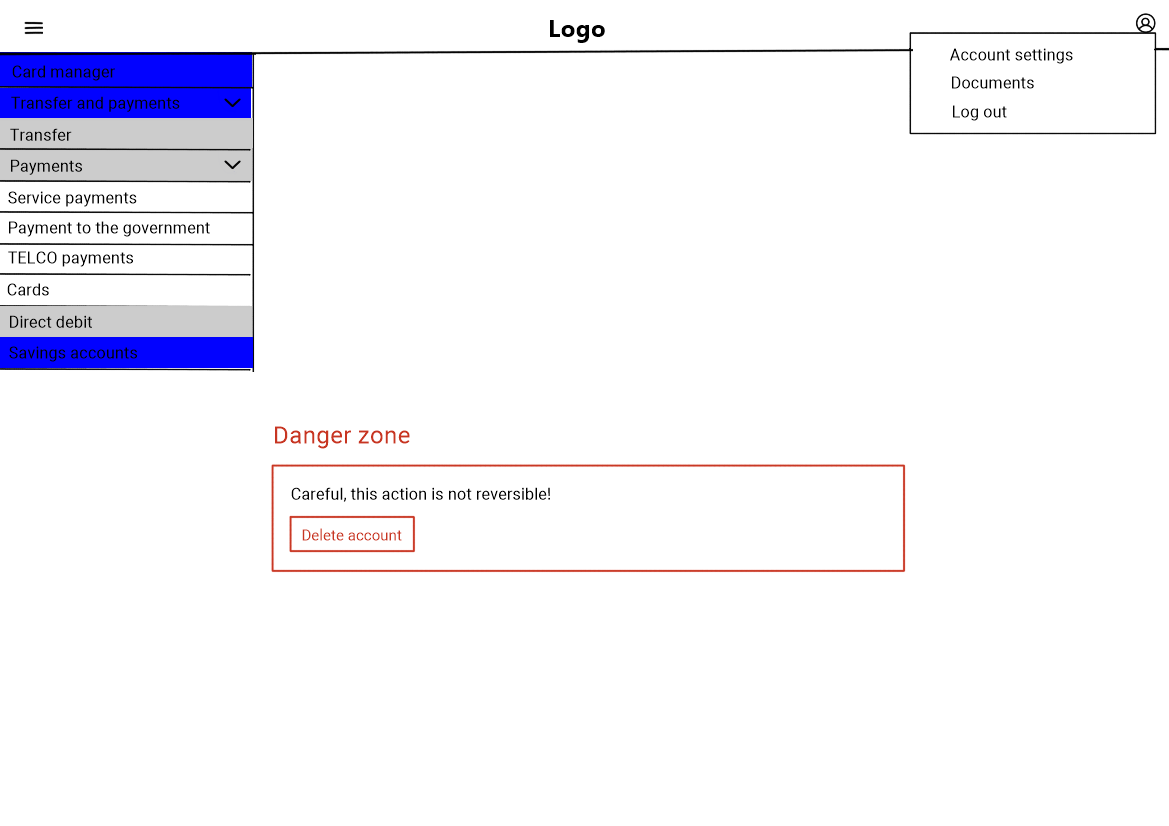 Logo
Account settings
Documents
Log out
Card manager
Transfer and payments
Transfer
Payments
Service payments
Payment to the government
TELCO payments
Cards
Direct debit
Savings accounts
Danger zone
Careful, this action is not reversible!
Delete account